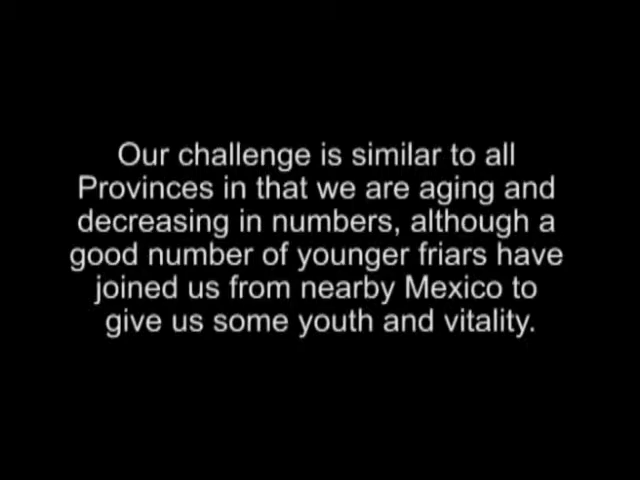 Our challenge is similar to all
Provinces in that we are aging and
decreasing in numbers, although a
good number of younger friars have
joined us from nearby Mexico to
give us some youth and vitality.